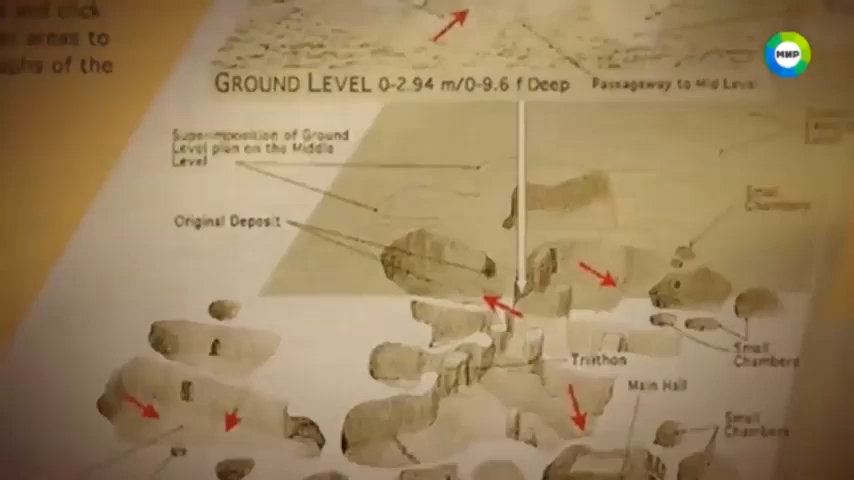 and click
areas to
of the
МИР
GROUND LEVEL 0-2.94 m/0-9.6 f Deep
Passageway to Mid Level
Superimposition of Ground
Level plan on the Middle
Level
Small
Chambers
Original Deposit
Small
Chambers
Trilithon
Main Hall
Small
Chambers